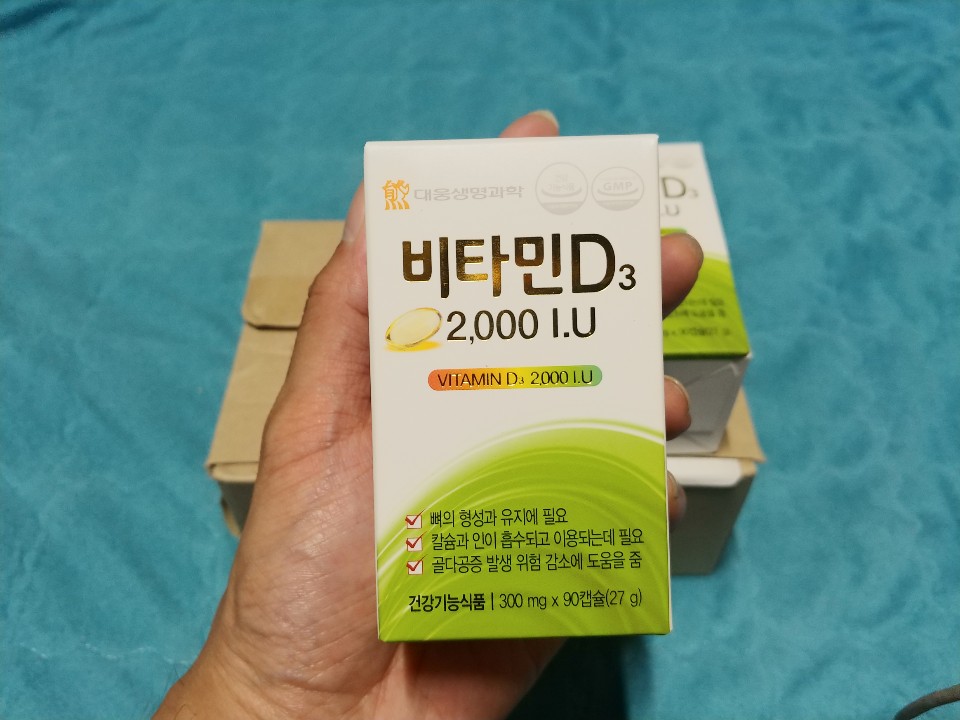 대웅생명과학
GMP
비타민D3
2,000 I.U
VITAMIN D3 2,000 I.U
뼈의 형성과 유지에 필요
칼슘과 인이 흡수되고 이용되는데 필요
골다공증 발생 위험 감소에 도움을 줌
건강기능식품 | 300 mg x 90캡슐(27 g)
D3
I.U